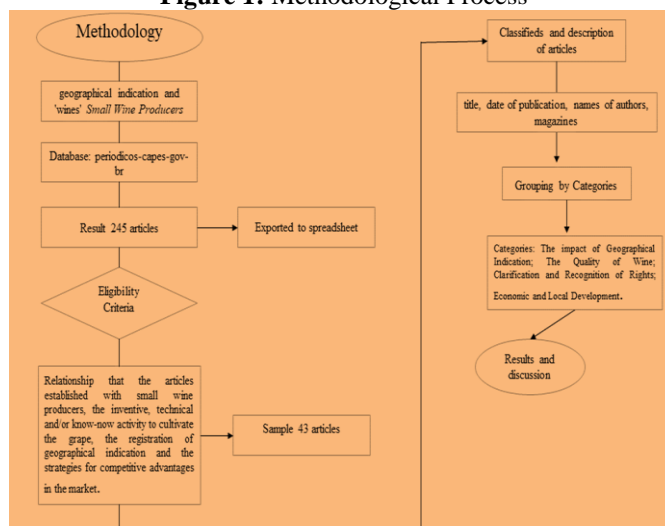 Figure 1: Methodological Process
Methodology
geographical indication and
'wines' Small Wine Producers
Database: periodicos-capes-gov-
br
Result 245 articles
Exported to spreadsheet
Eligibility
Criteria
Relationship that the articles
established with small wine
producers, the inventive, technical
and/or know-now activity to cultivate
the grape, the registration of
geographical indication and the
strategies for competitive advantages
in the market.
Sample 43 articles
Classifieds and description
of articles
title, date of publication, names of authors,
magazines
Grouping by Categories
Categories: The impact of Geographical
Indication; The Quality of Wine;
Clarification and Recognition of Rights;
Economic and Local Development.
Results and
discussion